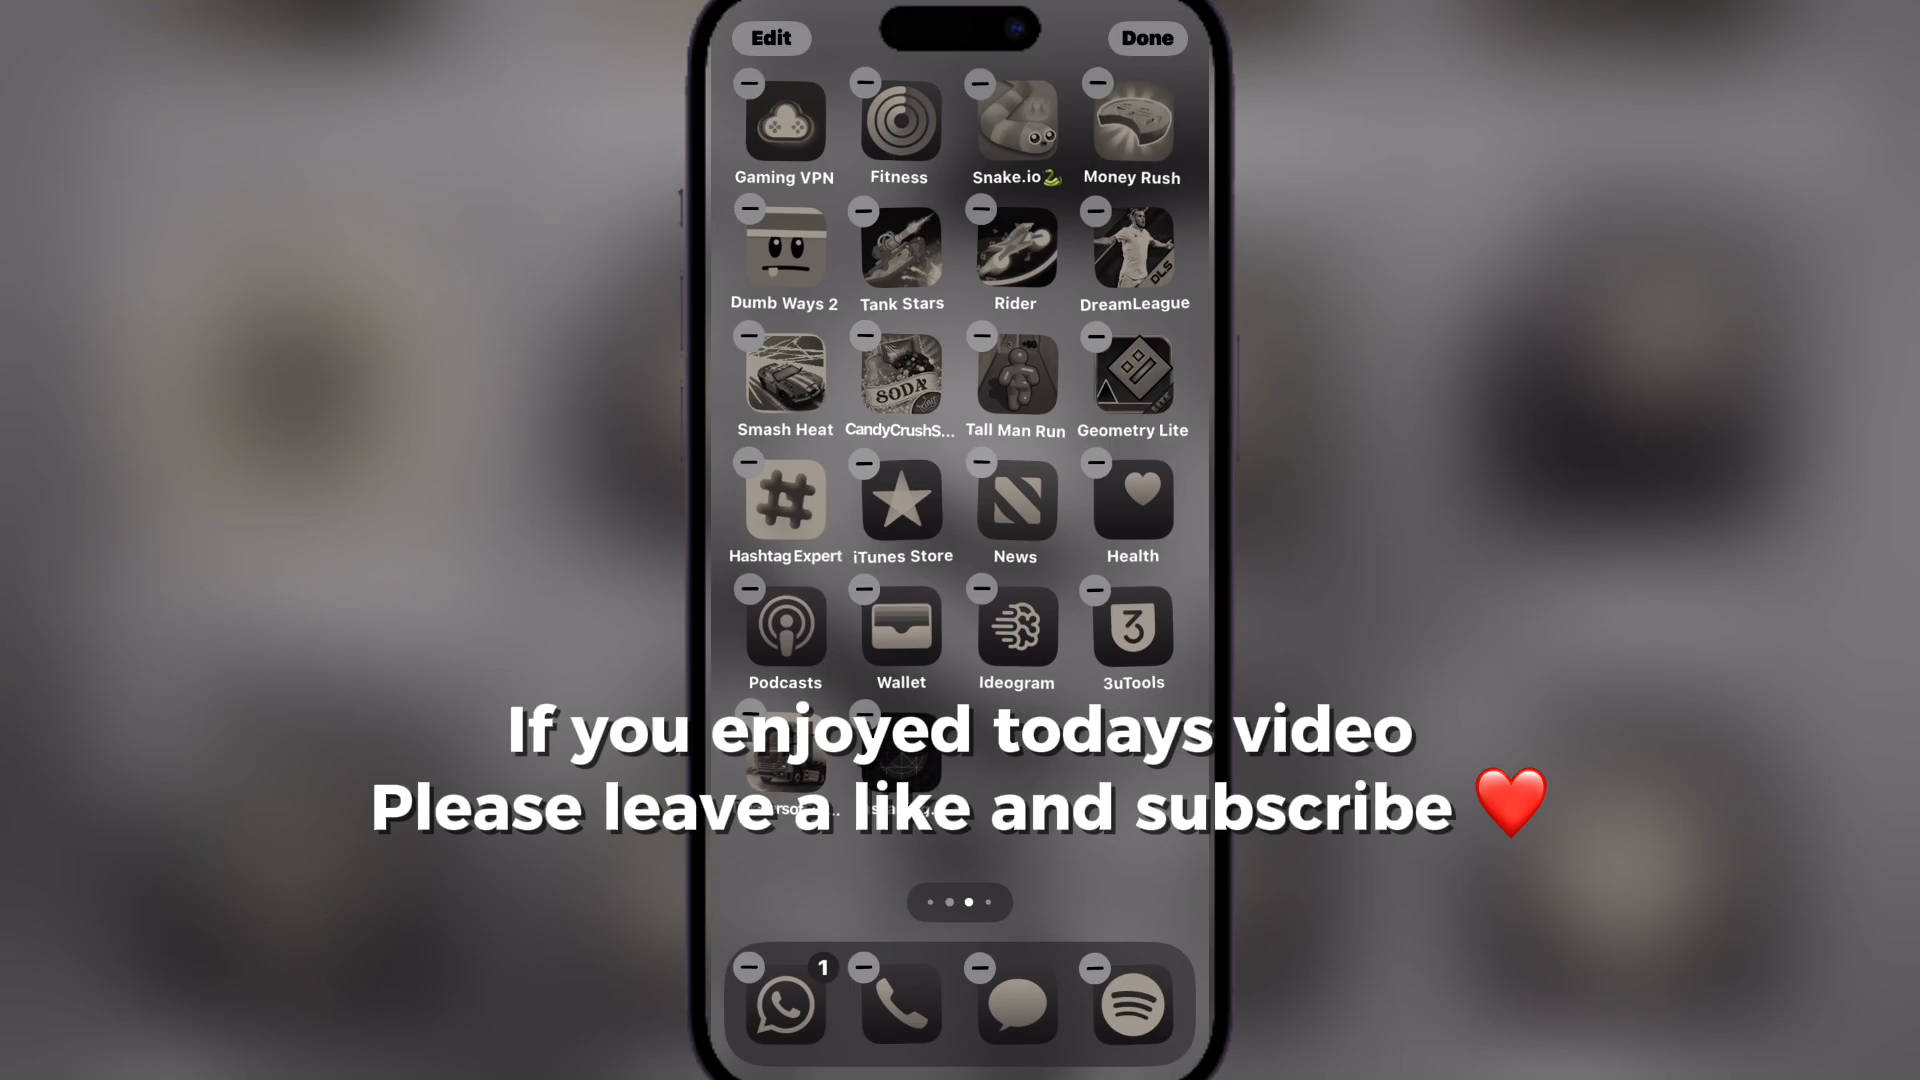 Edit Done
Gaming VPN Fitness Snake.io🐍 Money Rush
DLS
Dumb Ways 2 Tank Stars Rider DreamLeague
SODA
Smash Heat CandyCrushS... Tall Man Run Geometry Lite
Hashtag Expert iTunes Store News Health
3
Podcasts Wallet Ideogram 3uTools
If you enjoyed todays video
Please leave a like and subscribe ❤️
1